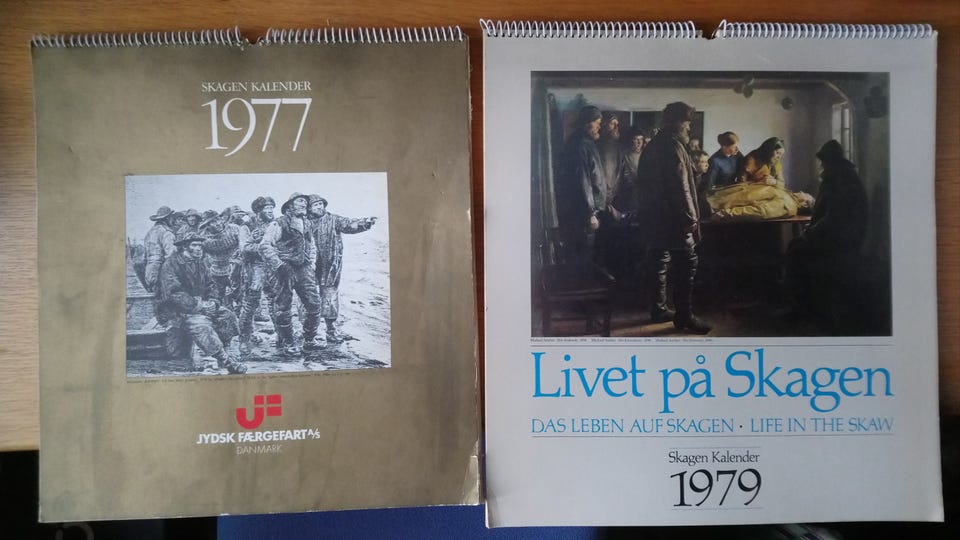 SKAGEN KALENDER
1977
JYDSK FÆRGEFART A/S
DANMARK
Livet på Skagen
DAS LEBEN AUF SKAGEN · LIFE IN THE SKAW
Skagen Kalender
1979